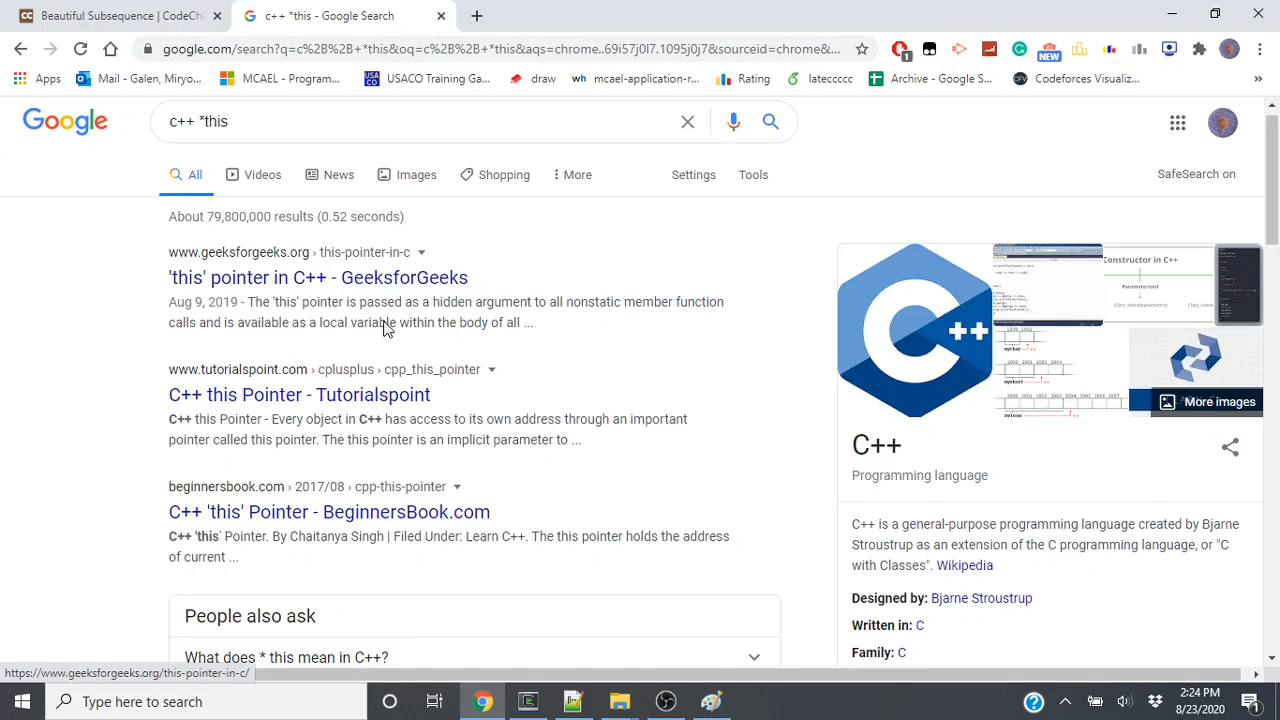 Beautiful Subsequence | CodeCh
c++ *this - Google Search
google.com/search?q=c%2B%2B+*this&oq=c%2B%2B+*this&aqs=chrome..69i57j0l7.1095j0j7&sourceid=chrome&...
1
NEW
Apps
Mail - Galen, Miryo...
MCAEL - Program...
USACO
USACO Training Ga...
draw
wh mcael-application-r...
Rating
lateccccc
Archive - Google S...
CFV
Codeforces Visualiz...
»
Google
c++ *this
All
Videos
News
Images
Shopping
More
Settings
Tools
SafeSearch on
About 79,800,000 results (0.52 seconds)
www.geeksforgeeks.org › this-pointer-in-c
'this' pointer in C++ - GeeksforGeeks
Aug 9, 2019 - The 'this' pointer is passed as a hidden argument to all nonstatic member function
calls and is available as a local variable within the body of all ...
www.tutorialspoint.com › cpp_this_pointer
C++ this Pointer - Tutorialspoint
C++ this Pointer - Every object in C++ has access to its own address through an important
pointer called this pointer. The this pointer is an implicit parameter to ...
beginnersbook.com › 2017/08 › cpp-this-pointer
C++ 'this' Pointer - BeginnersBook.com
C++ 'this' Pointer. By Chaitanya Singh | Filed Under: Learn C++. The this pointer holds the address
of current ...
People also ask
What does * this mean in C++?
Constructor in C++
Parameterized
More images
C++
Programming language
C++ is a general-purpose programming language created by Bjarne
Stroustrup as an extension of the C programming language, or "C
with Classes". Wikipedia
Designed by: Bjarne Stroustrup
Written in: C
Family: C
https://www.geeksforgeeks.org/this-pointer-in-c/
Type here to search
2:24 PM
8/23/2020
1